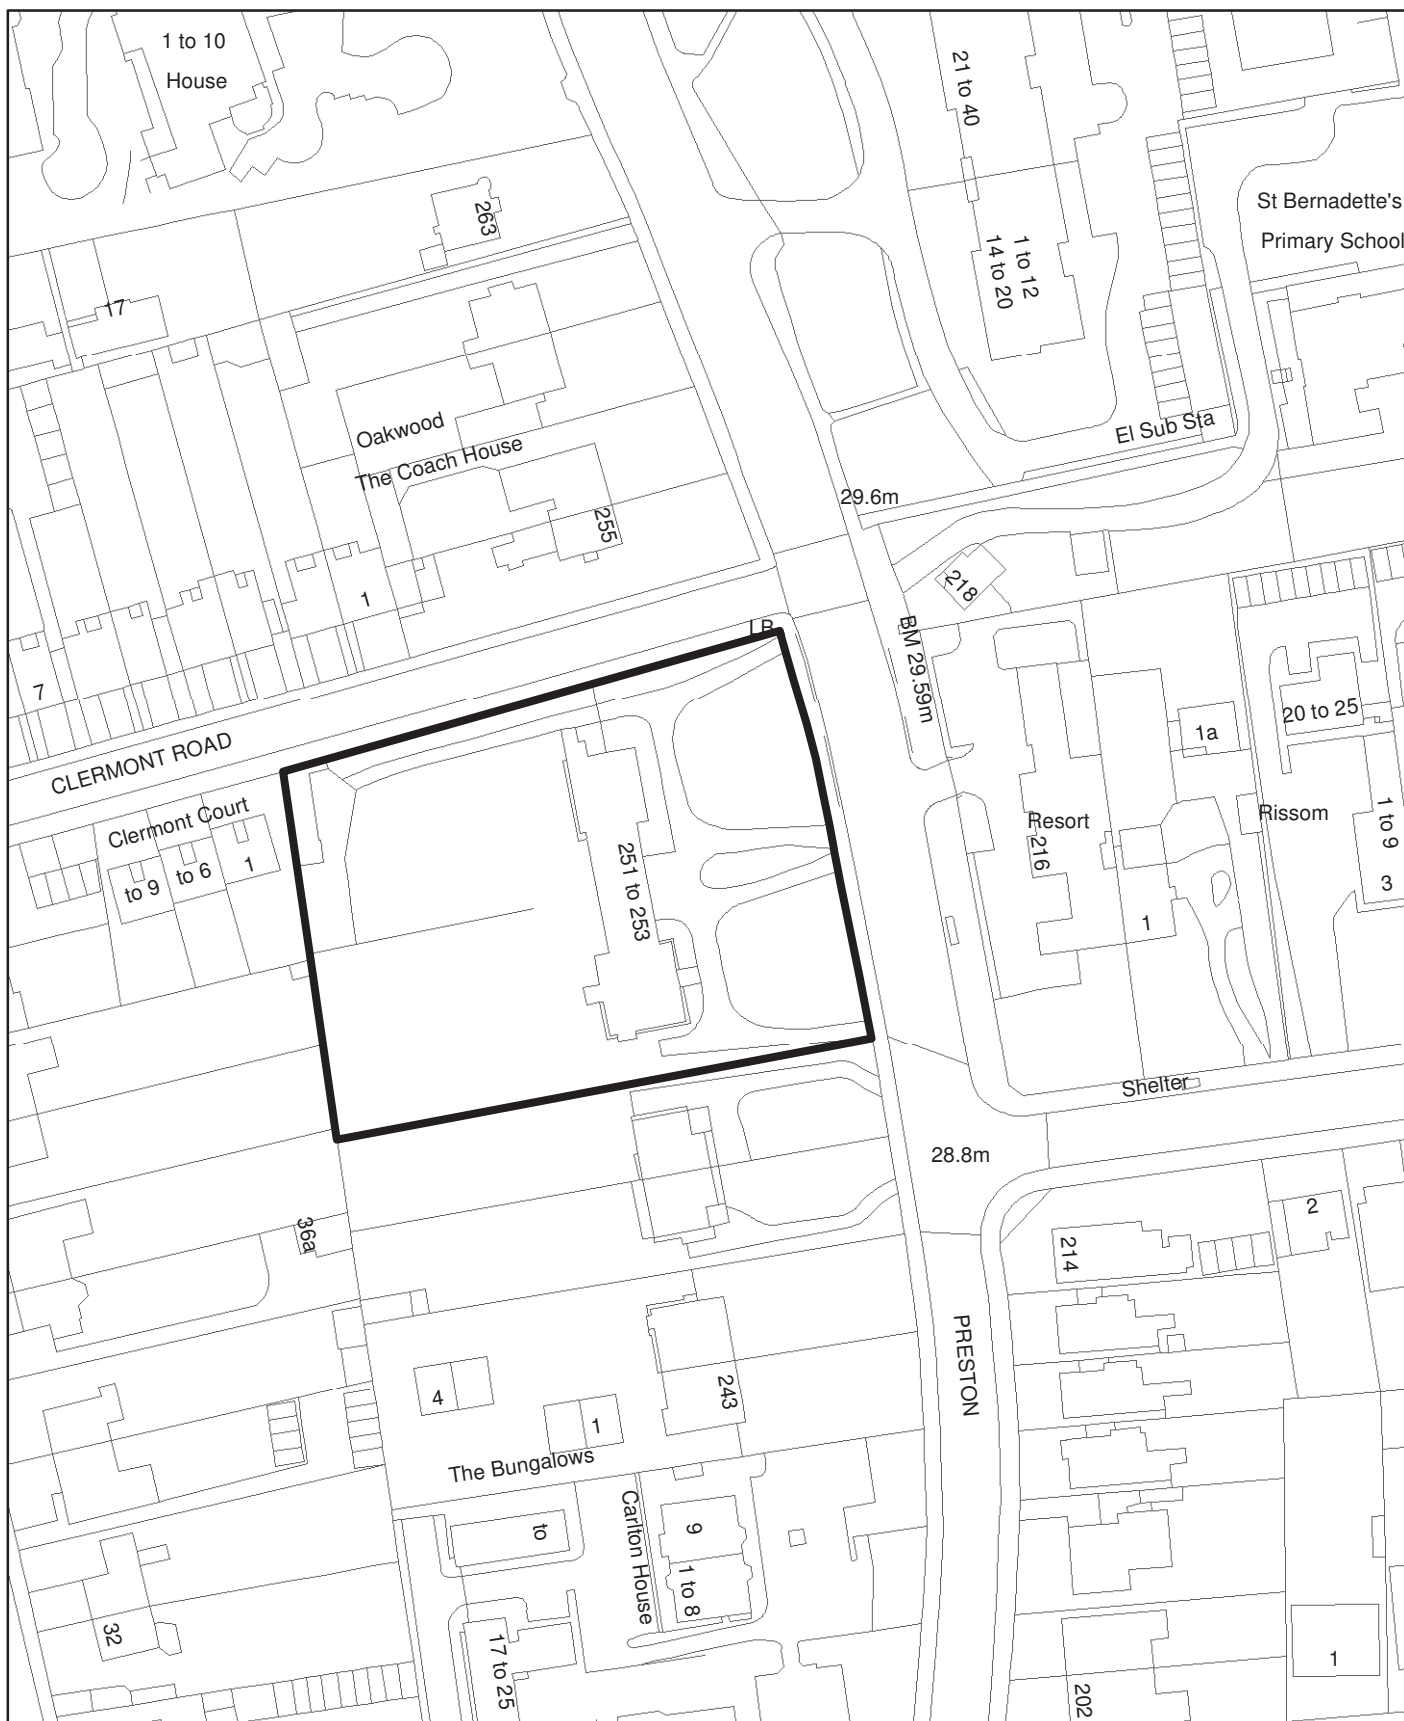 1 to 10
House
21 to 40
263
St Bernadette's
Primary School
1 to 12
14 to 20
17
Oakwood
The Coach House
El Sub Sta
29.6m
255
218
1
LB
BM 29.59m
7
20 to 25
1a
CLERMONT ROAD
Clermont Court
Resort
216
Rissom
1 to 9
3
to 9
to 6
1
251 to 253
1
Shelter
28.8m
36a
2
214
PRESTON
4
243
1
The Bungalows
Carlton House
to
9
1 to 8
32
17 to 25
1
202